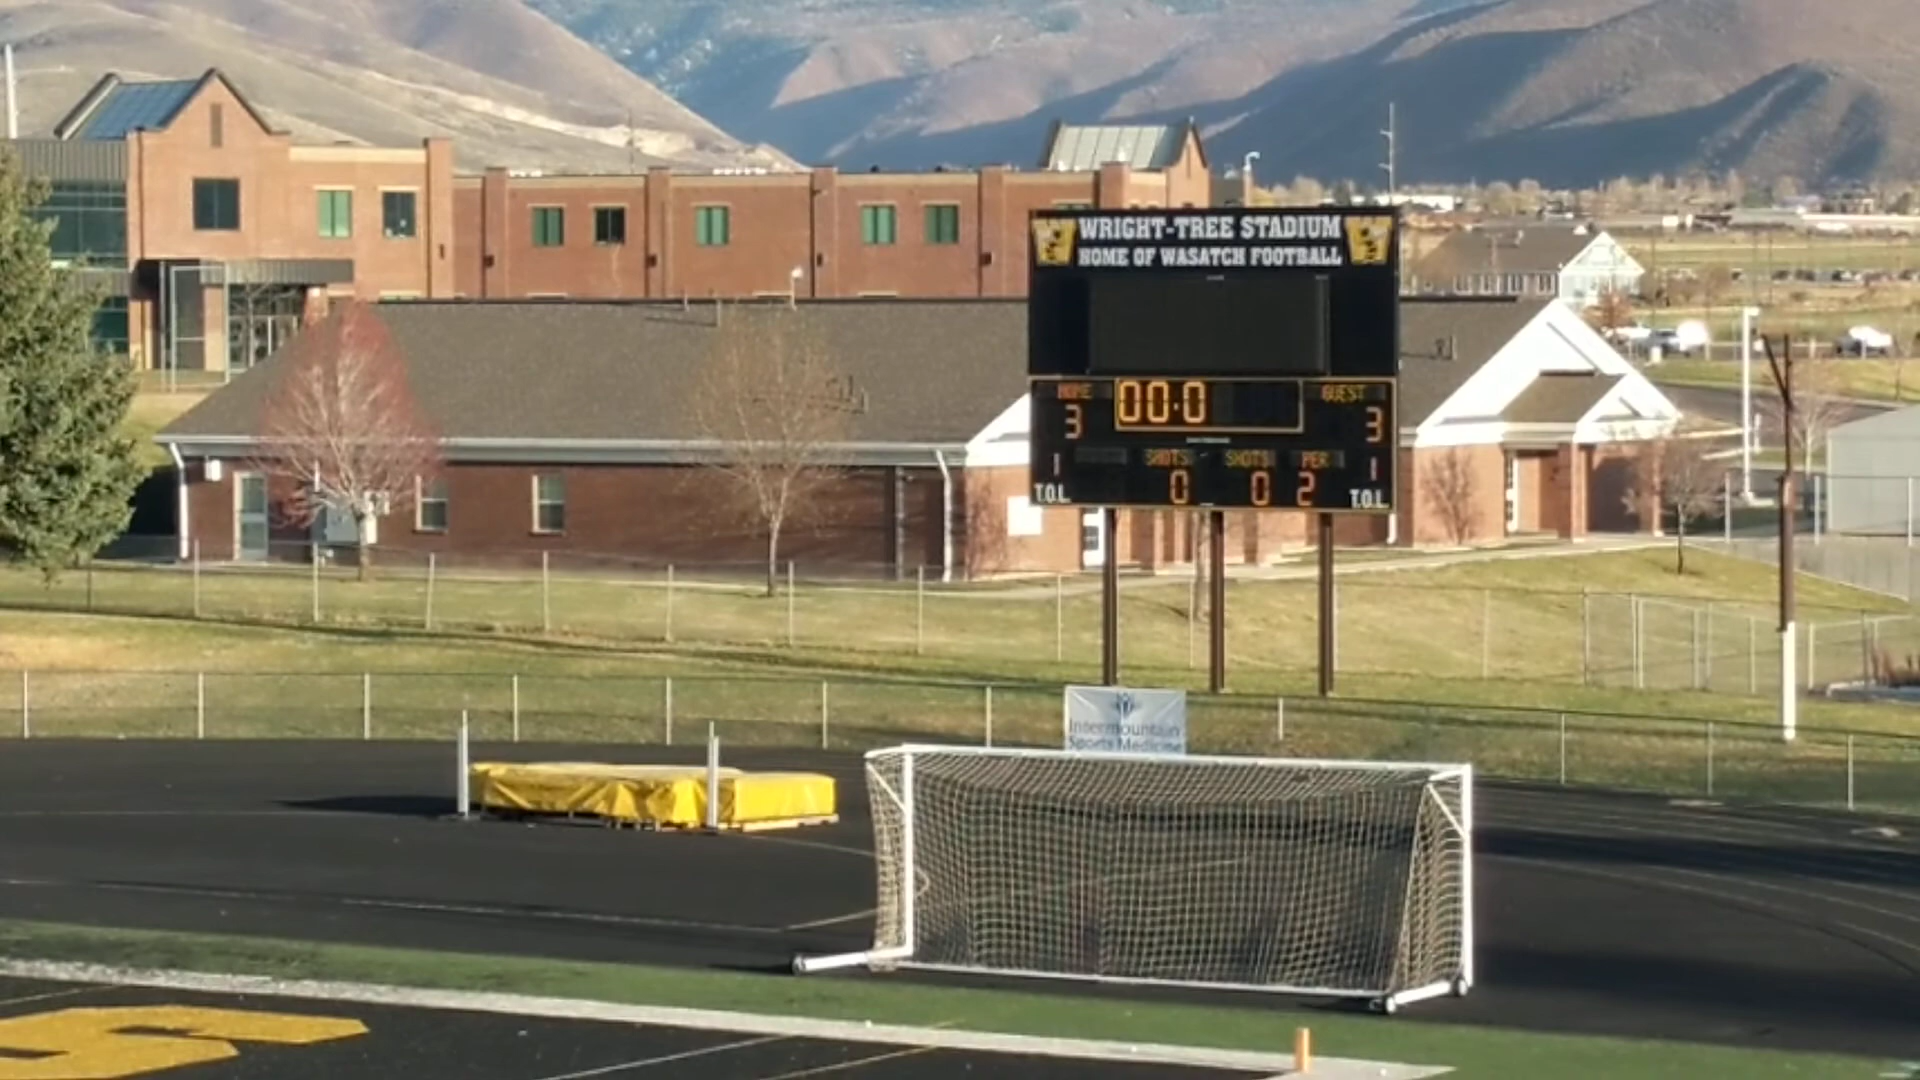 WRIGHT-TREE STADIUM
HOME OF WASATCH FOOTBALL
HOME 00.0 GUEST
3 3
SHOTS SHOTS PER
1 0 0 2 1
T.O.L. T.O.L.
Intermountain
Sports Medicine